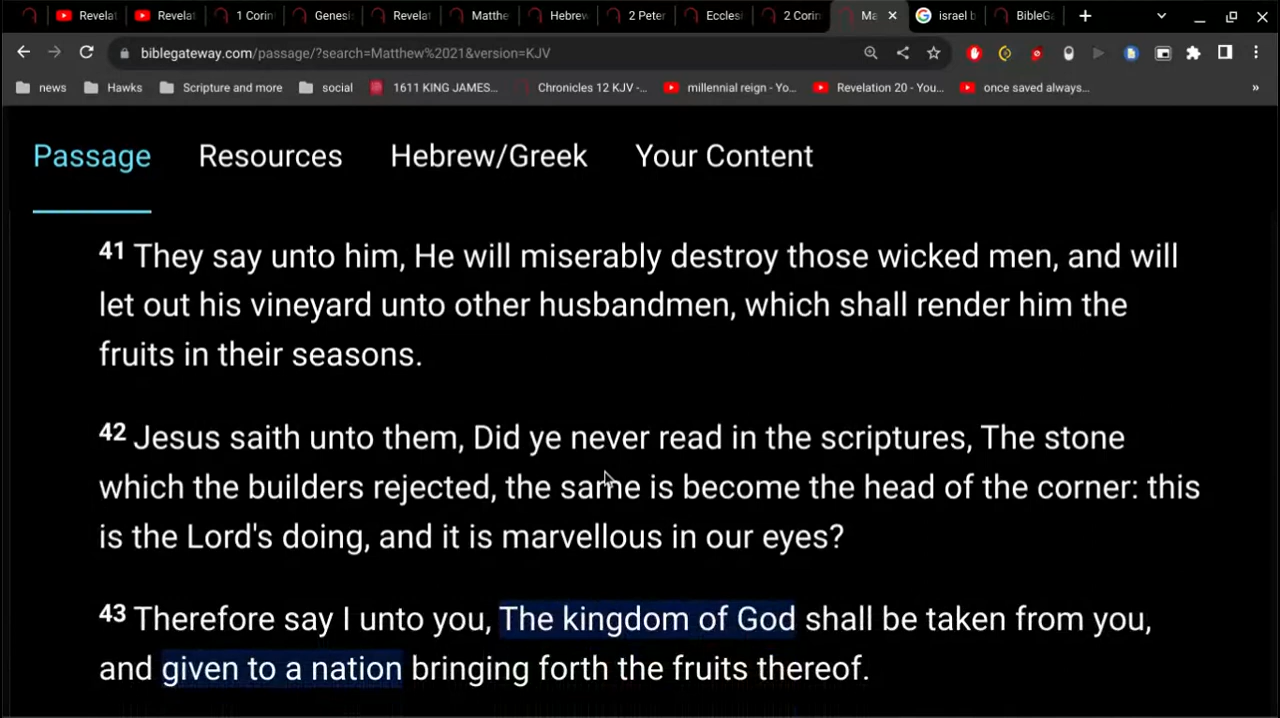 Revelat Revelat 1 Corin Genesi Revelat Matthe Hebrew 2 Peter Ecclesi 2 Corin Ma israel b BibleGa
biblegateway.com/passage/?search=Matthew%2021&version=KJV
news Hawks Scripture and more social 1611 KING JAMES... Chronicles 12 KJV -... millennial reign - Yo... Revelation 20 - You... once saved always... »
Passage Resources Hebrew/Greek Your Content
41 They say unto him, He will miserably destroy those wicked men, and will
let out his vineyard unto other husbandmen, which shall render him the
fruits in their seasons.
42 Jesus saith unto them, Did ye never read in the scriptures, The stone
which the builders rejected, the same is become the head of the corner: this
is the Lord's doing, and it is marvellous in our eyes?
43 Therefore say I unto you, The kingdom of God shall be taken from you,
and given to a nation bringing forth the fruits thereof.